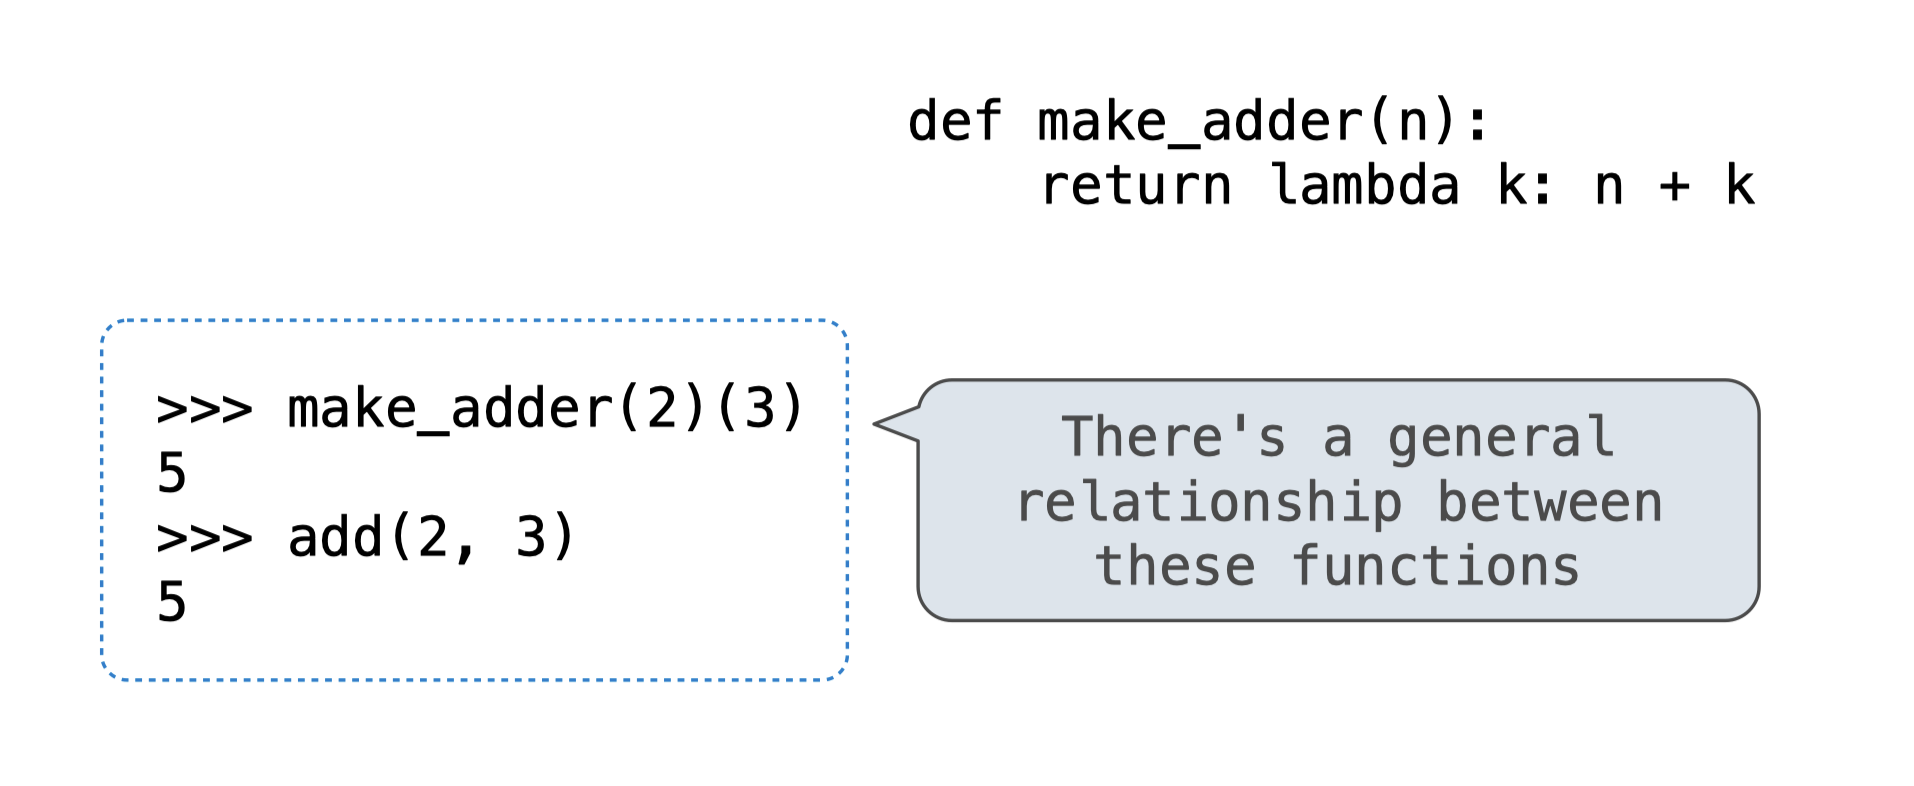 def make_adder(n):
    return lambda k: n + k
>>> make_adder(2)(3)
5
>>> add(2, 3)
5
There's a general
relationship between
these functions